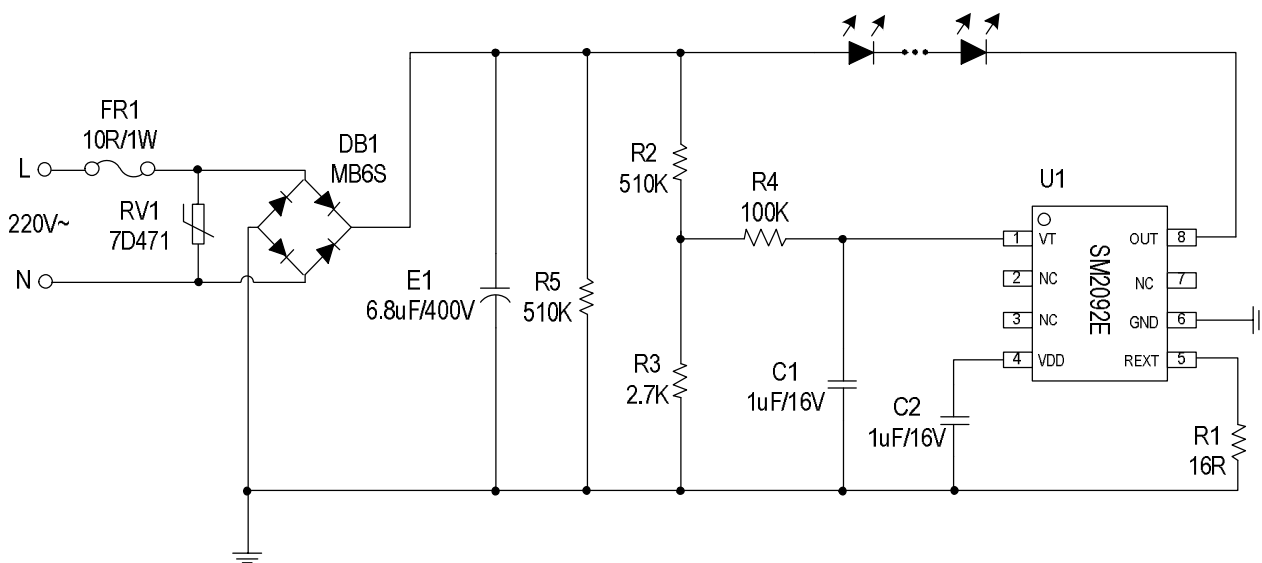 FR1
10R/1W
L
220V~
N
RV1
7D471
DB1
MB6S
E1
6.8uF/400V
R5
510K
R2
510K
R4
100K
R3
2.7K
C1
1uF/16V
C2
1uF/16V
U1
SM2092E
1 VT
2 NC
3 NC
4 VDD
OUT 8
NC 7
GND 6
REXT 5
R1
16R